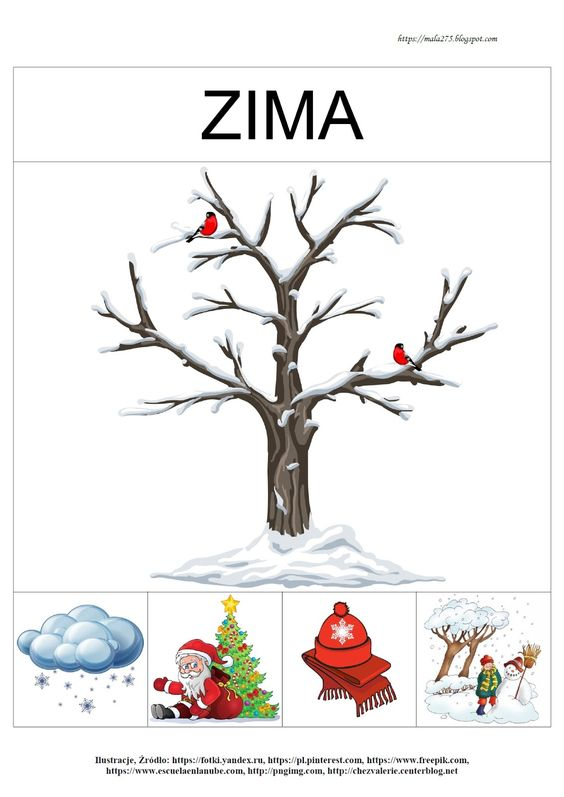 https://mala275.blogspot.com
ZIMA
Ilustracje, Źródło: https://fotki.yandex.ru, https://pl.pinterest.com, https://www.freepik.com,
https://www.escuelaenlanube.com, http://pngimg.com, http://chezvalerie.centerblog.net